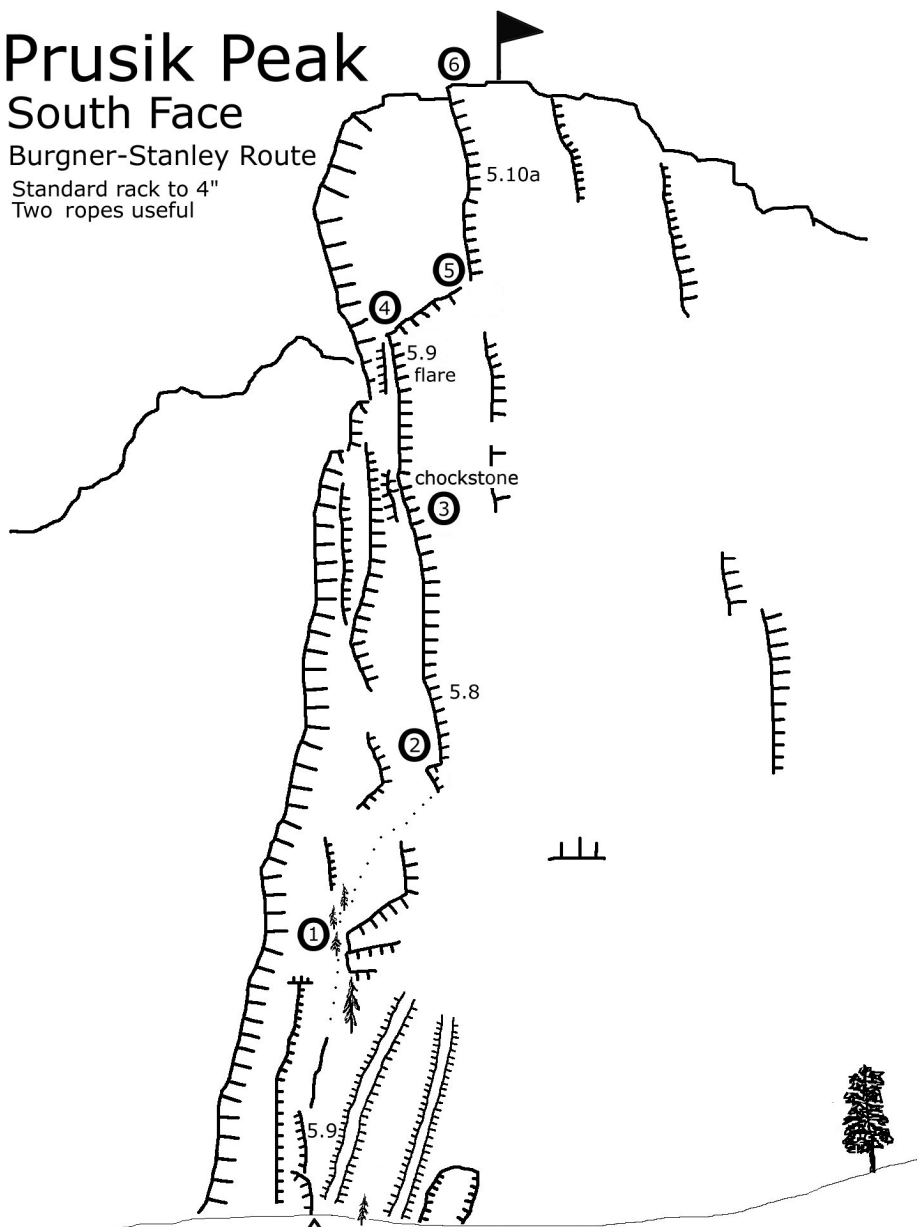 Prusik Peak
South Face
Burgner-Stanley Route
Standard rack to 4"
Two ropes useful
6
5.10a
5
4
5.9
flare
chockstone
3
5.8
2
1
5.9